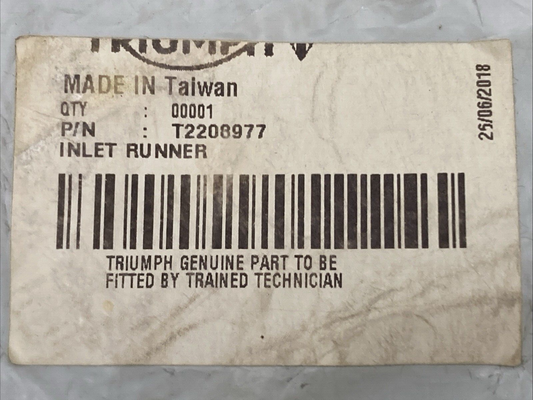 TRIUMPH
MADE IN Taiwan
QTY : 00001
P/N : T2208977
INLET RUNNER
TRIUMPH GENUINE PART TO BE
FITTED BY TRAINED TECHNICIAN
25/06/2018